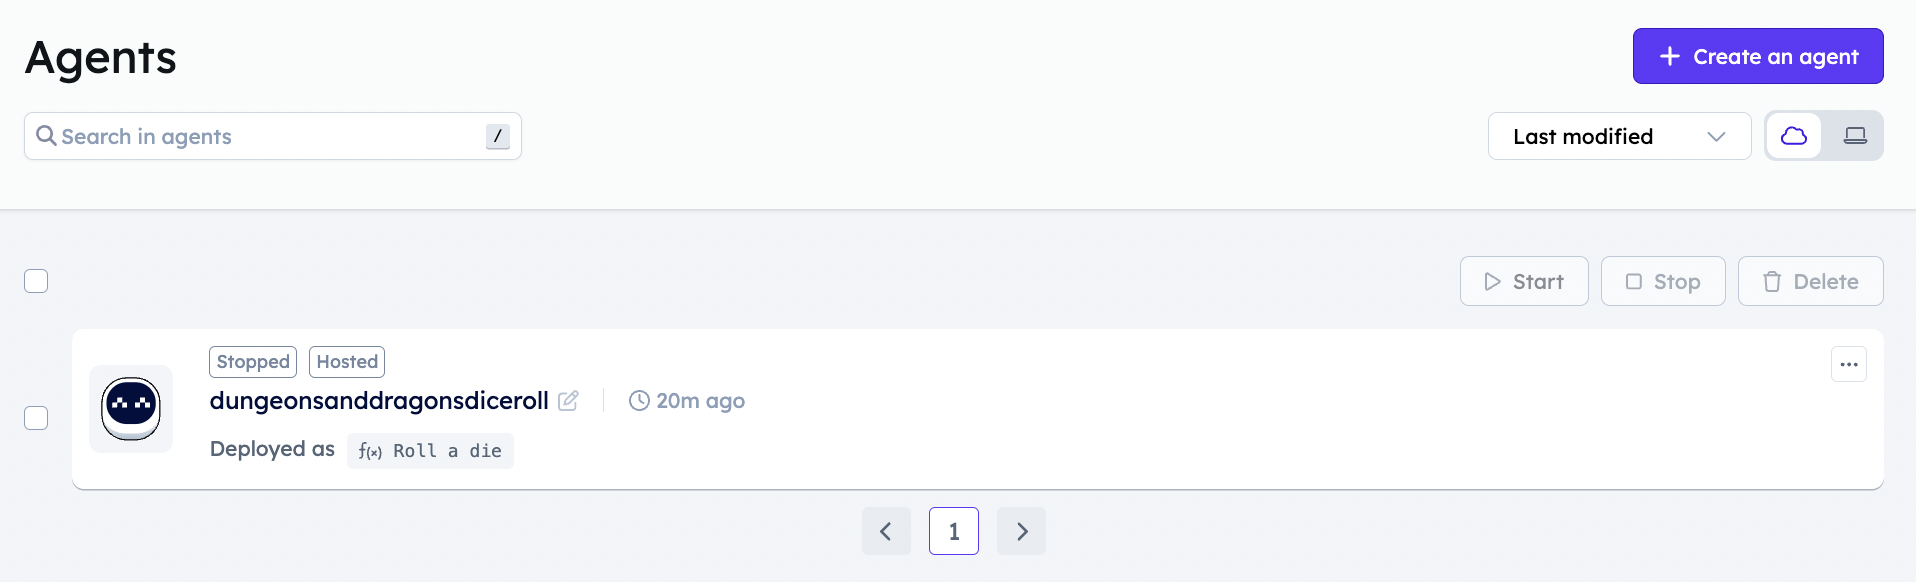 Agents
+ Create an agent
Search in agents /
Last modified
Start Stop Delete
Stopped Hosted
dungeonsanddragonsdiceroll 20m ago
Deployed as f(x) Roll a die
1